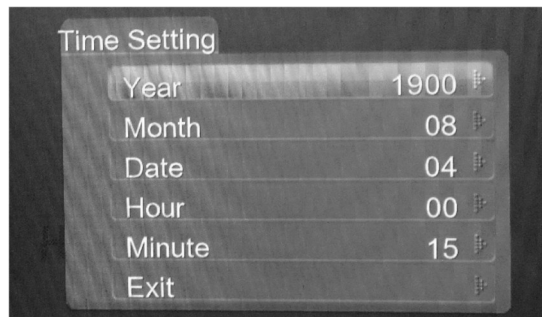 Time Setting
Year 1900
Month 08
Date 04
Hour 00
Minute 15
Exit